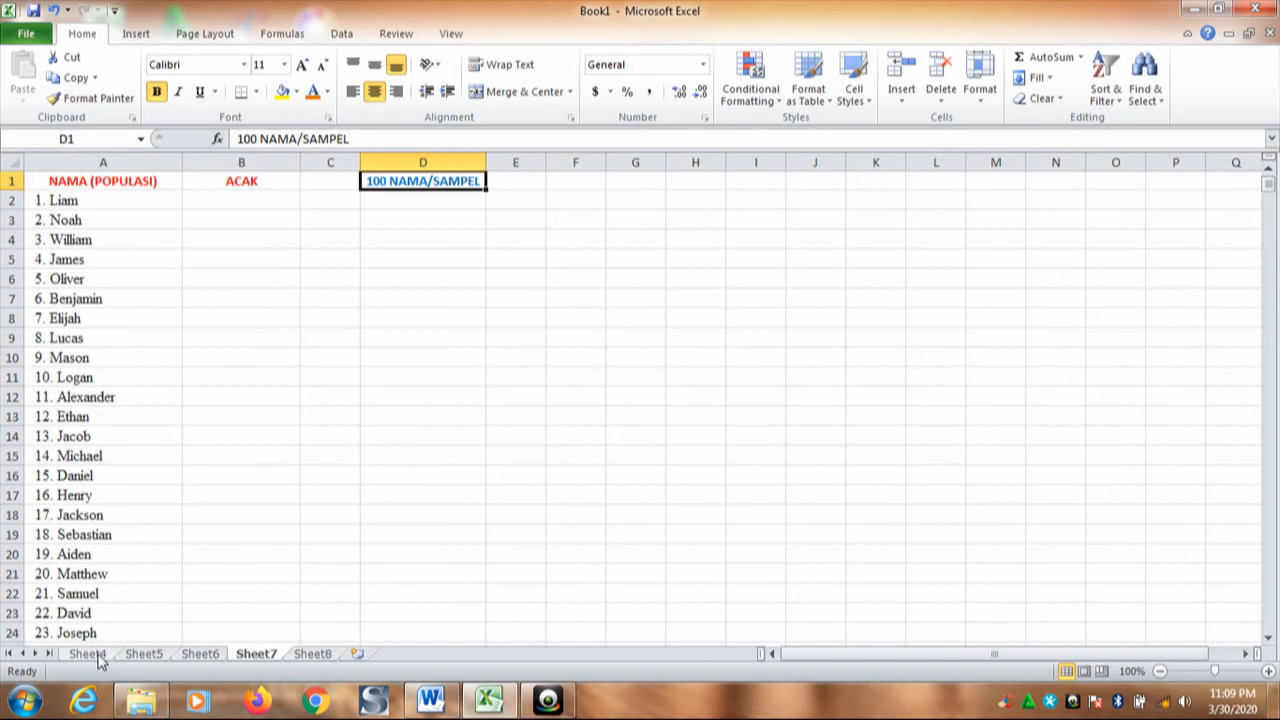 Book1 - Microsoft Excel
File Home Insert Page Layout Formulas Data Review View
Cut
Copy
Format Painter
Paste
Clipboard
Calibri 11
B I U
Font
Wrap Text
Merge & Center
Alignment
General
$ % ,
Number
Conditional Formatting
Format as Table
Cell Styles
Styles
Insert
Delete
Format
Cells
Σ AutoSum
Fill
Clear
Sort & Filter
Find & Select
Editing
D1 fx 100 NAMA/SAMPEL
A B C D E F G H I J K L M N O P Q
1 NAMA (POPULASI) ACAK 100 NAMA/SAMPEL
2 1. Liam
3 2. Noah
4 3. William
5 4. James
6 5. Oliver
7 6. Benjamin
8 7. Elijah
9 8. Lucas
10 9. Mason
11 10. Logan
12 11. Alexander
13 12. Ethan
14 13. Jacob
15 14. Michael
16 15. Daniel
17 16. Henry
18 17. Jackson
19 18. Sebastian
20 19. Aiden
21 20. Matthew
22 21. Samuel
23 22. David
24 23. Joseph
Sheet4 Sheet5 Sheet6 Sheet7 Sheet8
Ready 100%
11:09 PM
3/30/2020